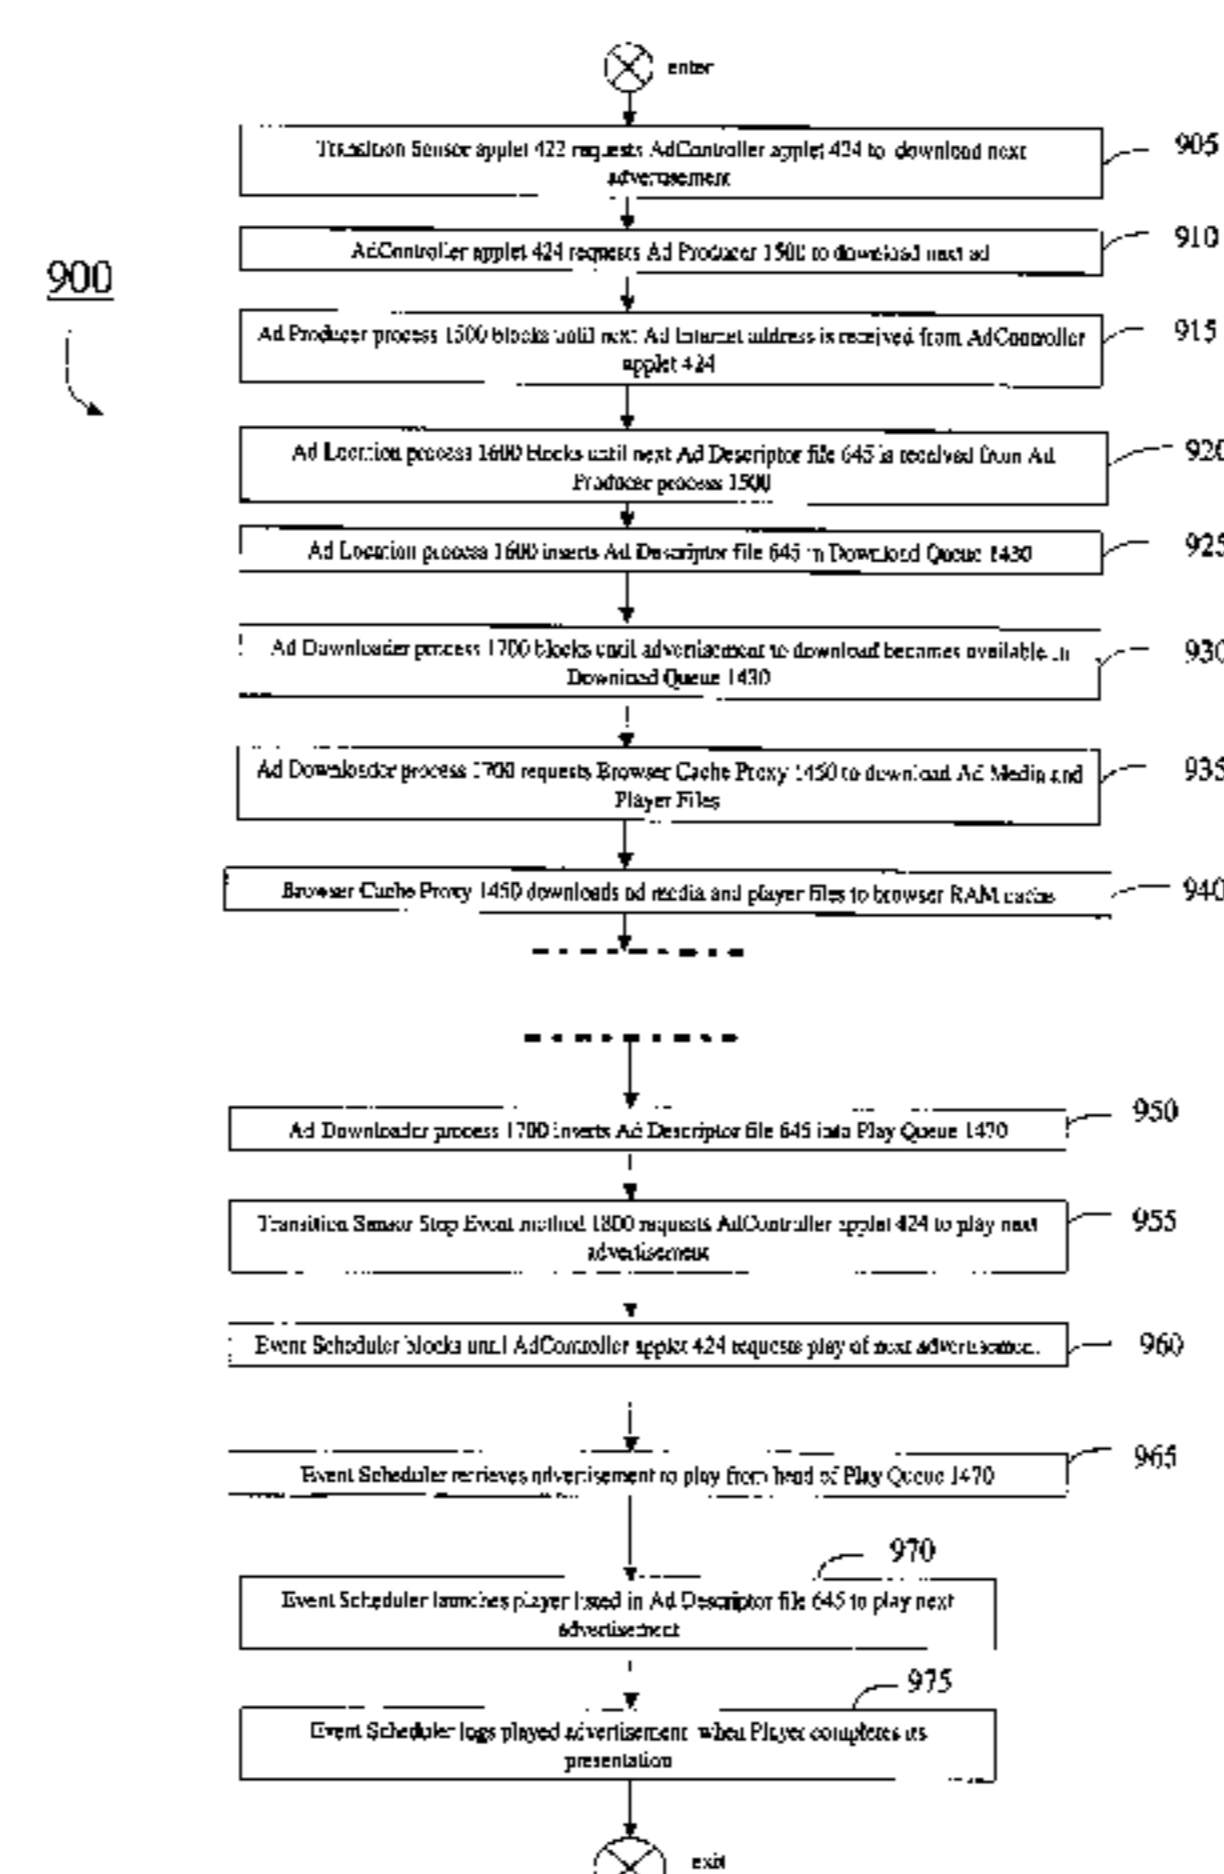 enter
Transition Sensor applet 422 requests AdController applet 424 to download next
advertisement
905
AdController applet 424 requests Ad Producer 1500 to download next ad
910
900
Ad Producer process 1500 blocks until next Ad Internet address is received from AdController
applet 424
915
Ad Location process 1600 blocks until next Ad Descriptor file 645 is received from Ad
Producer process 1500
920
Ad Location process 1600 inserts Ad Descriptor file 645 in Download Queue 1430
925
Ad Downloader process 1700 blocks until advertisement to download becomes available in
Download Queue 1430
930
Ad Downloader process 1700 requests Browser Cache Proxy 1450 to download Ad Media and
Player Files
935
Browser Cache Proxy 1450 downloads ad media and player files to browser RAM cache
940
Ad Downloader process 1700 inserts Ad Descriptor file 645 into Play Queue 1470
950
Transition Sensor Stop Event method 1800 requests AdController applet 424 to play next
advertisement
955
Event Scheduler blocks until AdController applet 424 requests play of next advertisement
960
Event Scheduler retrieves advertisement to play from head of Play Queue 1470
965
970
Event Scheduler launches player listed in Ad Descriptor file 645 to play next
advertisement
975
Event Scheduler logs played advertisement when Player completes its
presentation
exit